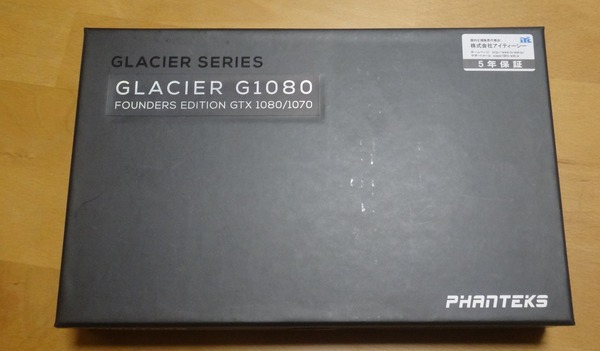 GLACIER SERIES
GLACIER G1080
FOUNDERS EDITION GTX 1080/1070
株式会社アイティーシー
5年保証
PHANTEKS